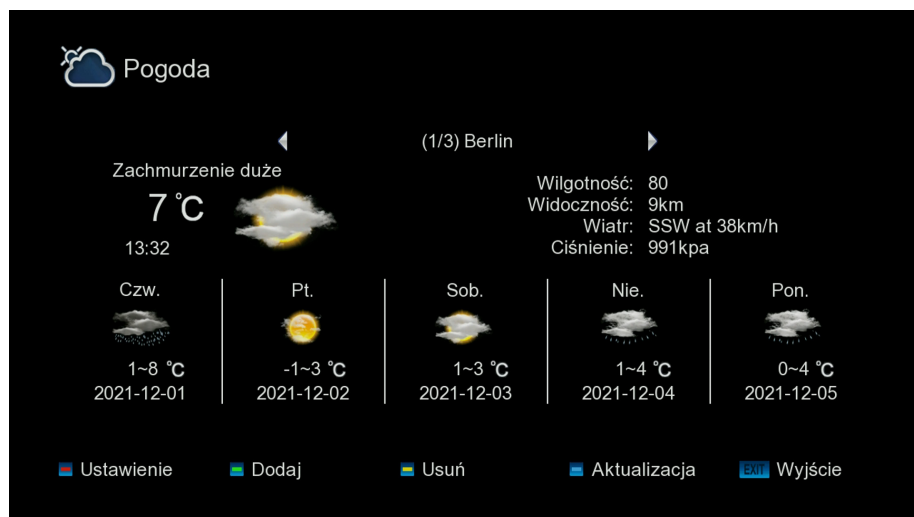 Pogoda
(1/3) Berlin
Zachmurzenie duże
7 °C
13:32
Wilgotność: 80
Widoczność: 9km
Wiatr: SSW at 38km/h
Ciśnienie: 991kpa
Czw. Pt. Sob. Nie. Pon.
1~8 °C -1~3 °C 1~3 °C 1~4 °C 0~4 °C
2021-12-01 2021-12-02 2021-12-03 2021-12-04 2021-12-05
Ustawienie Dodaj Usuń Aktualizacja EXIT Wyjście